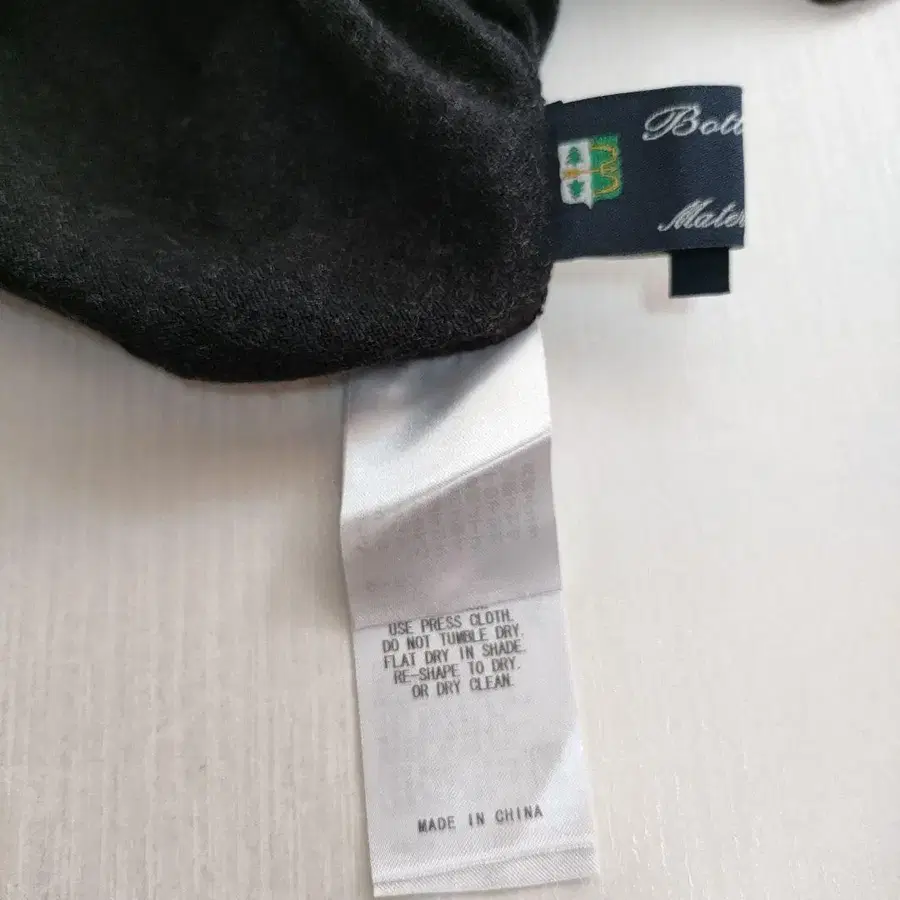 Bott
Mater
USE PRESS CLOTH.
DO NOT TUMBLE DRY.
FLAT DRY IN SHADE.
RE-SHAPE TO DRY.
OR DRY CLEAN.
MADE IN CHINA